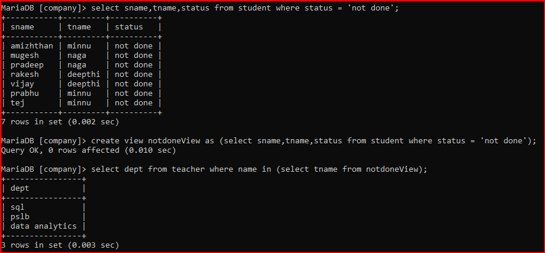 MariaDB [company]> select sname,tname,status from student where status = 'not done';
+-----------+---------+----------+
| sname     | tname   | status   |
+-----------+---------+----------+
| amizhthan | minnu   | not done |
| mugesh    | naga    | not done |
| pradeep   | naga    | not done |
| rakesh    | deepthi | not done |
| vijay     | deepthi | not done |
| prabhu    | minnu   | not done |
| tej       | minnu   | not done |
+-----------+---------+----------+
7 rows in set (0.002 sec)
MariaDB [company]> create view notdoneView as (select sname,tname,status from student where status = 'not done');
Query OK, 0 rows affected (0.010 sec)
MariaDB [company]> select dept from teacher where name in (select tname from notdoneView);
+----------------+
| dept           |
+----------------+
| sql            |
| pslb           |
| data analytics |
+----------------+
3 rows in set (0.003 sec)